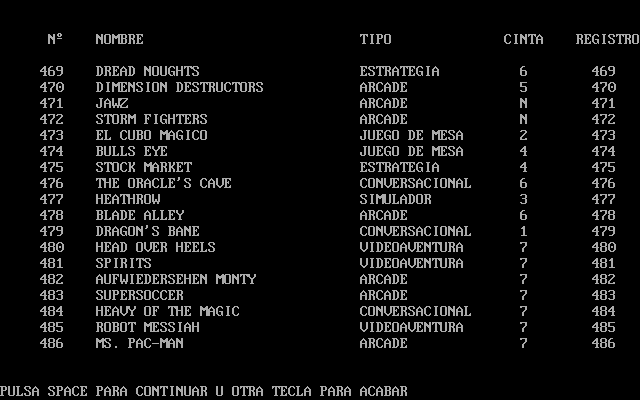 Nº NOMBRE TIPO CINTA REGISTRO
469 DREAD NOUGHTS ESTRATEGIA 6 469
470 DIMENSION DESTRUCTORS ARCADE 5 470
471 JAWZ ARCADE N 471
472 STORM FIGHTERS ARCADE N 472
473 EL CUBO MAGICO JUEGO DE MESA 2 473
474 BULLS EYE JUEGO DE MESA 4 474
475 STOCK MARKET ESTRATEGIA 4 475
476 THE ORACLE'S CAVE CONVERSACIONAL 6 476
477 HEATHROW SIMULADOR 3 477
478 BLADE ALLEY ARCADE 6 478
479 DRAGON'S BANE CONVERSACIONAL 1 479
480 HEAD OVER HEELS VIDEOAVENTURA 7 480
481 SPIRITS VIDEOAVENTURA 7 481
482 AUFWIEDERSEHEN MONTY ARCADE 7 482
483 SUPERSOCCER ARCADE 7 483
484 HEAVY OF THE MAGIC CONVERSACIONAL 7 484
485 ROBOT MESSIAH VIDEOAVENTURA 7 485
486 MS. PAC-MAN ARCADE 7 486
PULSA SPACE PARA CONTINUAR U OTRA TECLA PARA ACABAR